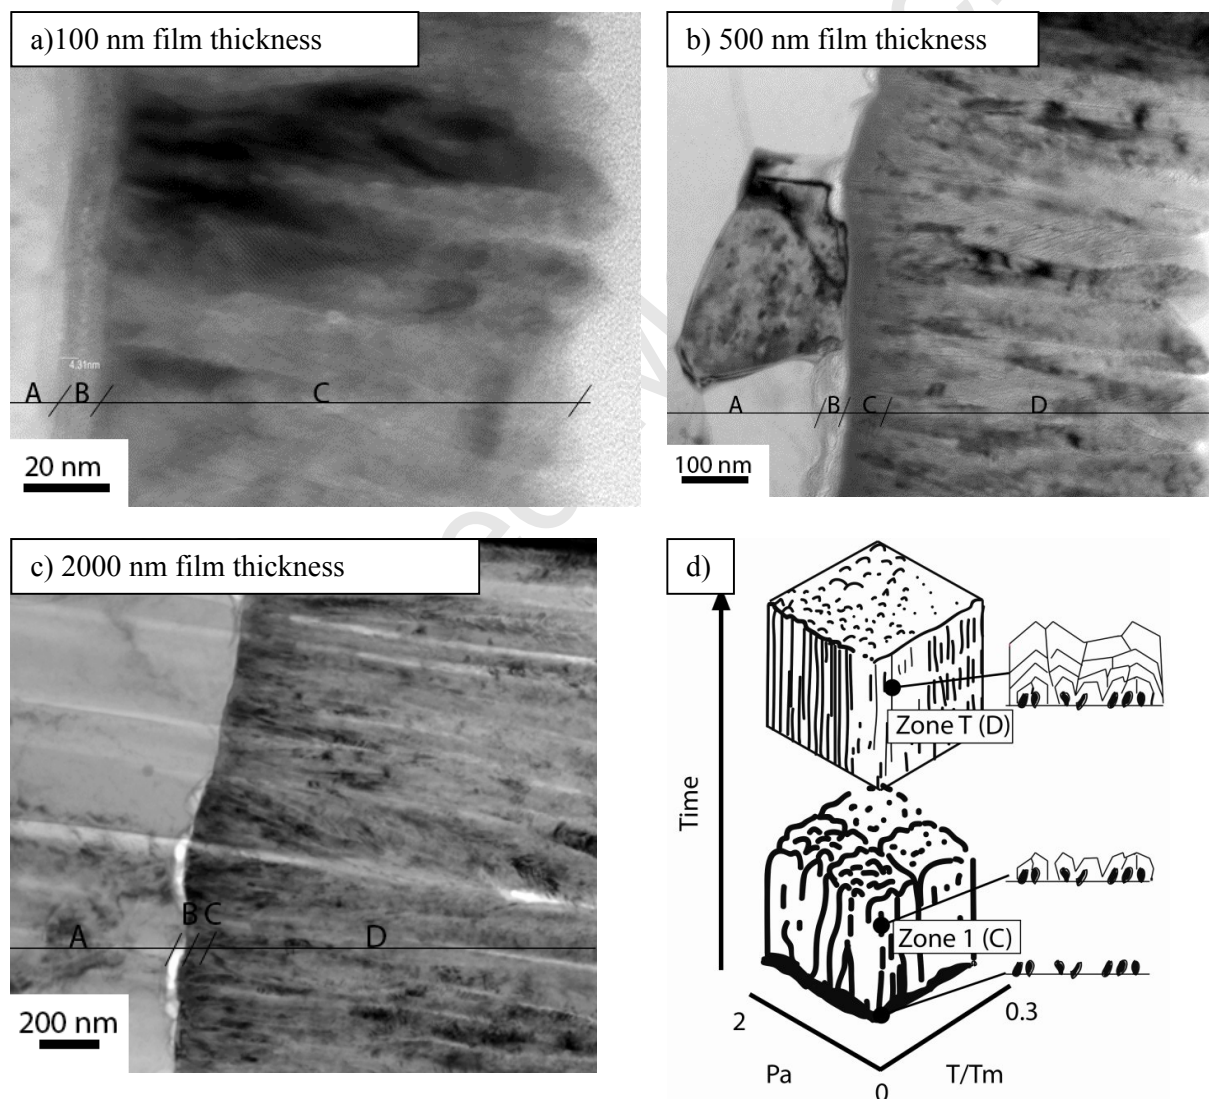 a)100 nm film thickness
4,31nm
A B C
20 nm
b) 500 nm film thickness
A B C D
100 nm
c) 2000 nm film thickness
A B C D
200 nm
d)
Time
Zone T (D)
Zone 1 (C)
2
0.3
Pa
T/Tm
0